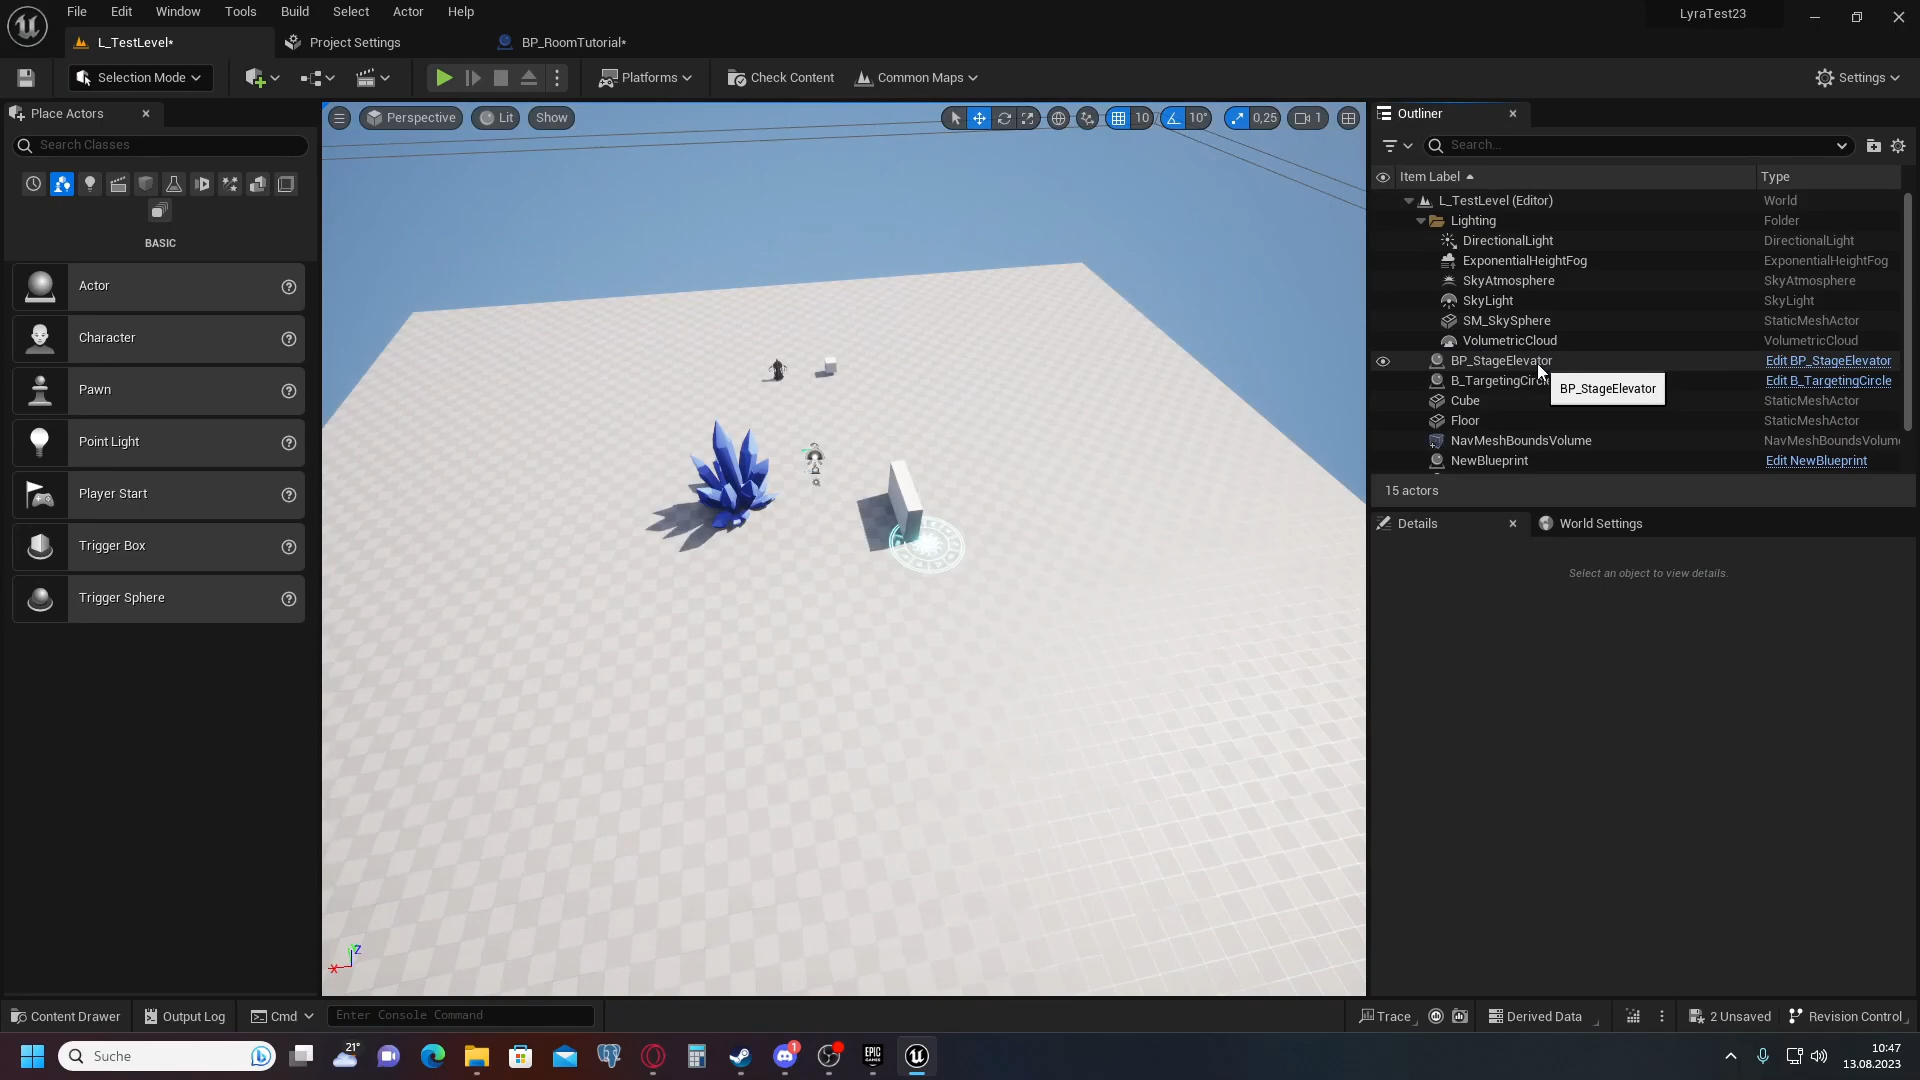 File Edit Window Tools Build Select Actor Help
LyraTest23
L_TestLevel*
Project Settings
BP_RoomTutorial*
Selection Mode
Platforms
Check Content
Common Maps
Settings
Place Actors
Search Classes
BASIC
Actor
Character
Pawn
Point Light
Player Start
Trigger Box
Trigger Sphere
Perspective
Lit
Show
10
10°
0,25
1
X
Z
Outliner
Search...
Item Label Type
L_TestLevel (Editor) World
Lighting Folder
DirectionalLight DirectionalLight
ExponentialHeightFog ExponentialHeightFog
SkyAtmosphere SkyAtmosphere
SkyLight SkyLight
SM_SkySphere StaticMeshActor
VolumetricCloud VolumetricCloud
BP_StageElevator Edit BP_StageElevator
B_TargetingCircle Edit B_TargetingCircle
BP_StageElevator
Cube StaticMeshActor
Floor StaticMeshActor
NavMeshBoundsVolume NavMeshBoundsVolum
NewBlueprint Edit NewBlueprint
15 actors
Details
World Settings
Select an object to view details.
Content Drawer
Output Log
Cmd
Enter Console Command
Trace
Derived Data
2 Unsaved
Revision Control
Suche
21°
1
EPIC GAMES
10:47
13.08.2023